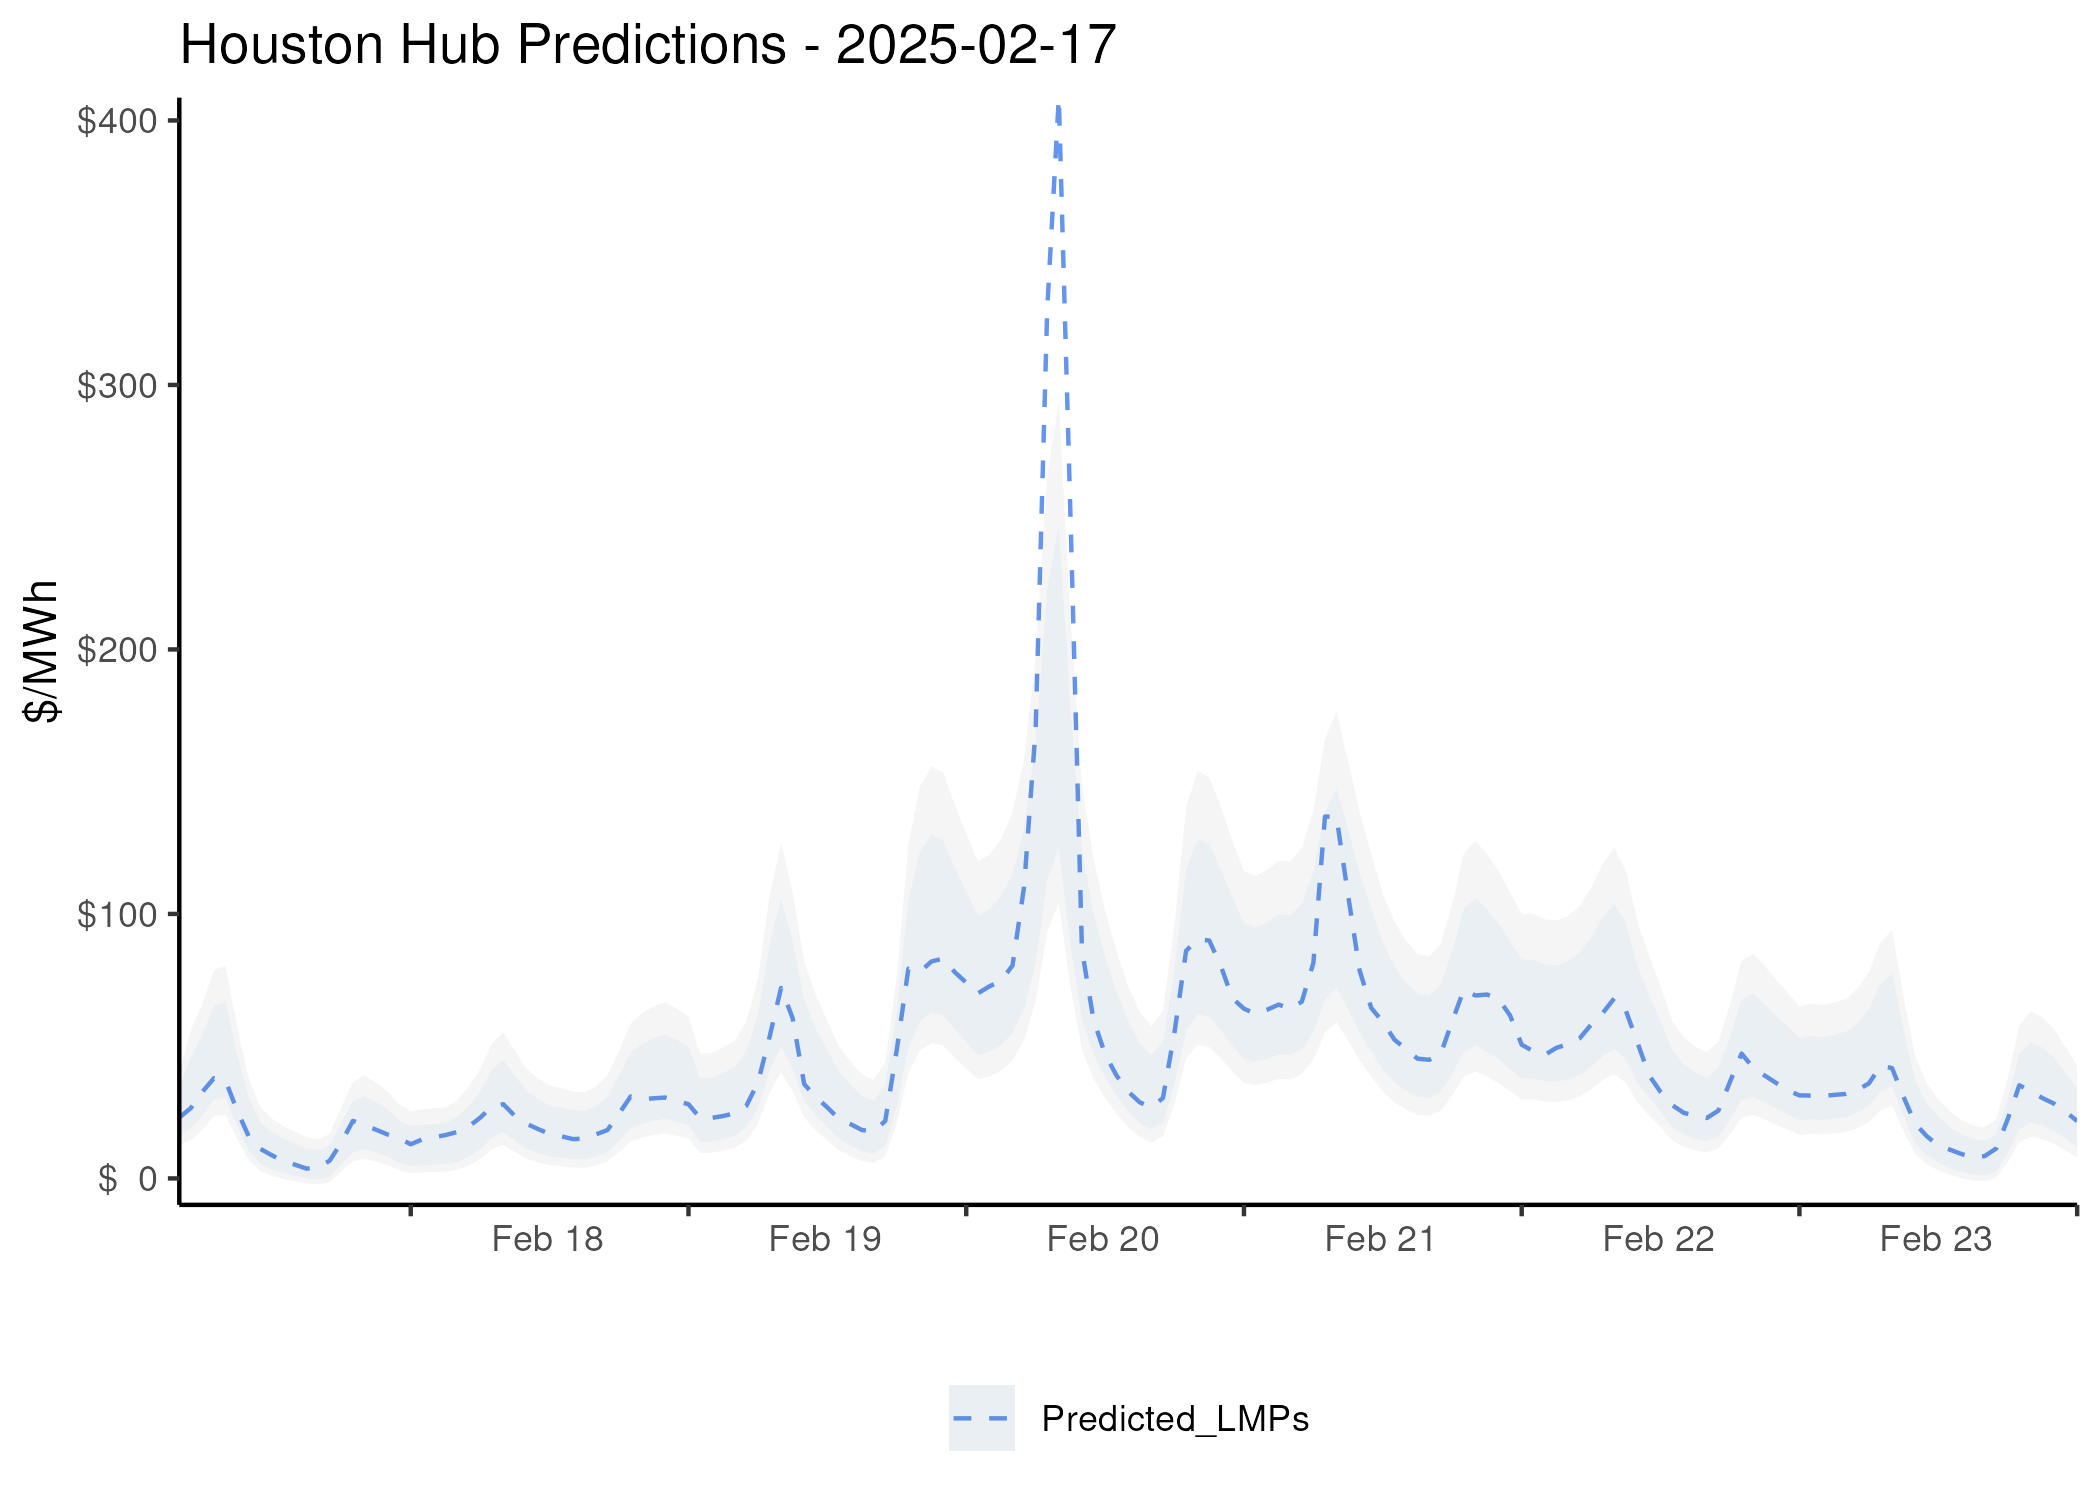 Houston Hub Predictions - 2025-02-17
$/MWh
$400
$300
$200
$100
$  0
Feb 18
Feb 19
Feb 20
Feb 21
Feb 22
Feb 23
Predicted_LMPs